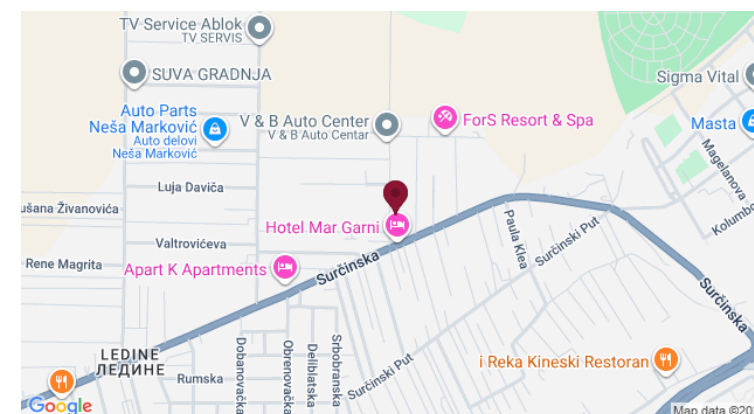 TV Service Ablok
TV SERVIS
SUVA GRADNJA
Sigma Vital
Auto Parts
Neša Marković
Auto delovi
Neša Marković
V & B Auto Center
V & B Auto Centar
ForS Resort & Spa
Masta
Magelanova
Luja Daviča
ušana Živanovića
Kolumbo
Hotel Mar Garni
Paula Klea
Surčinski Put
Valtrovićeva
Rene Magrita
Apart K Apartments
Surčinska
Surčinska
LEDINE
ЛЕДИНЕ
Dobanovačka
Obrenovačka
Deliblatska
Srbobranska
Surčinski Put
i Reka Kineski Restoran
Rumska
Google
Map data ©20